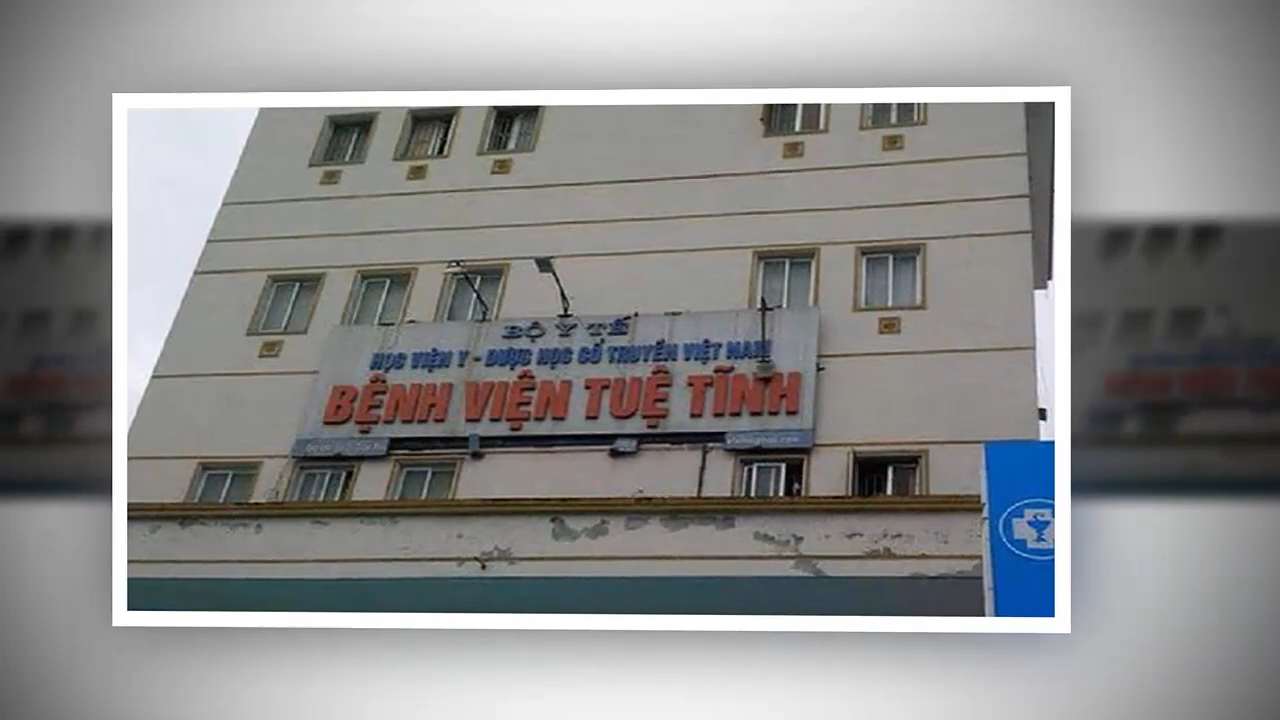 BỘ Y TẾ
HỌC VIỆN Y - DƯỢC HỌC CỔ TRUYỀN VIỆT NAM
BỆNH VIỆN TUỆ TĨNH